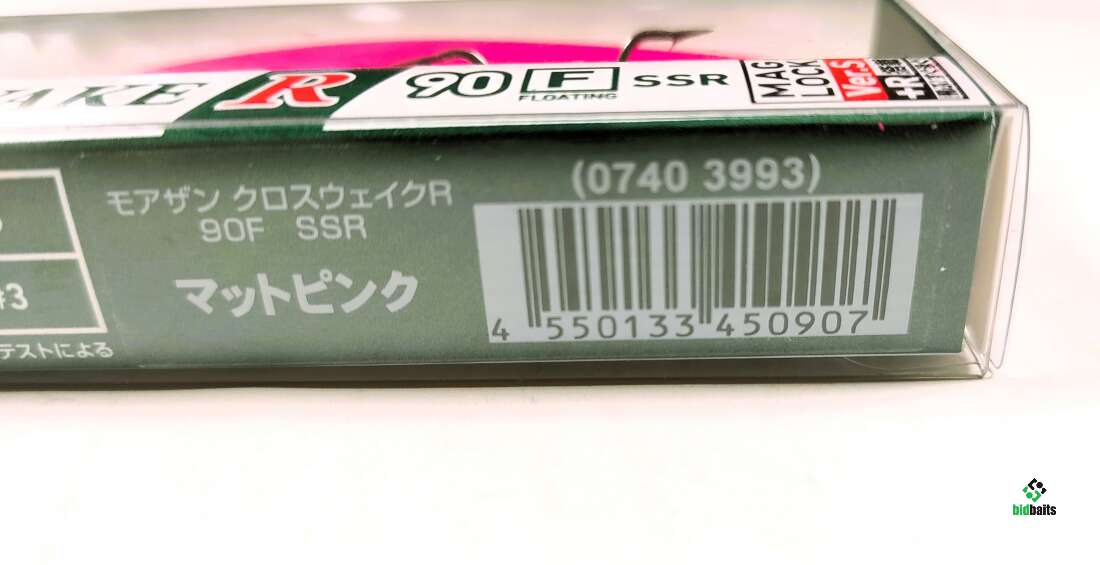 R 90 F SSR
FLOATING
MAG
LOCK
Ver.S
+R
モアザン クロスウェイクR
90F SSR
マットピンク
(0740 3993)
4 550133 450907
#3
テストによる
bidbaits